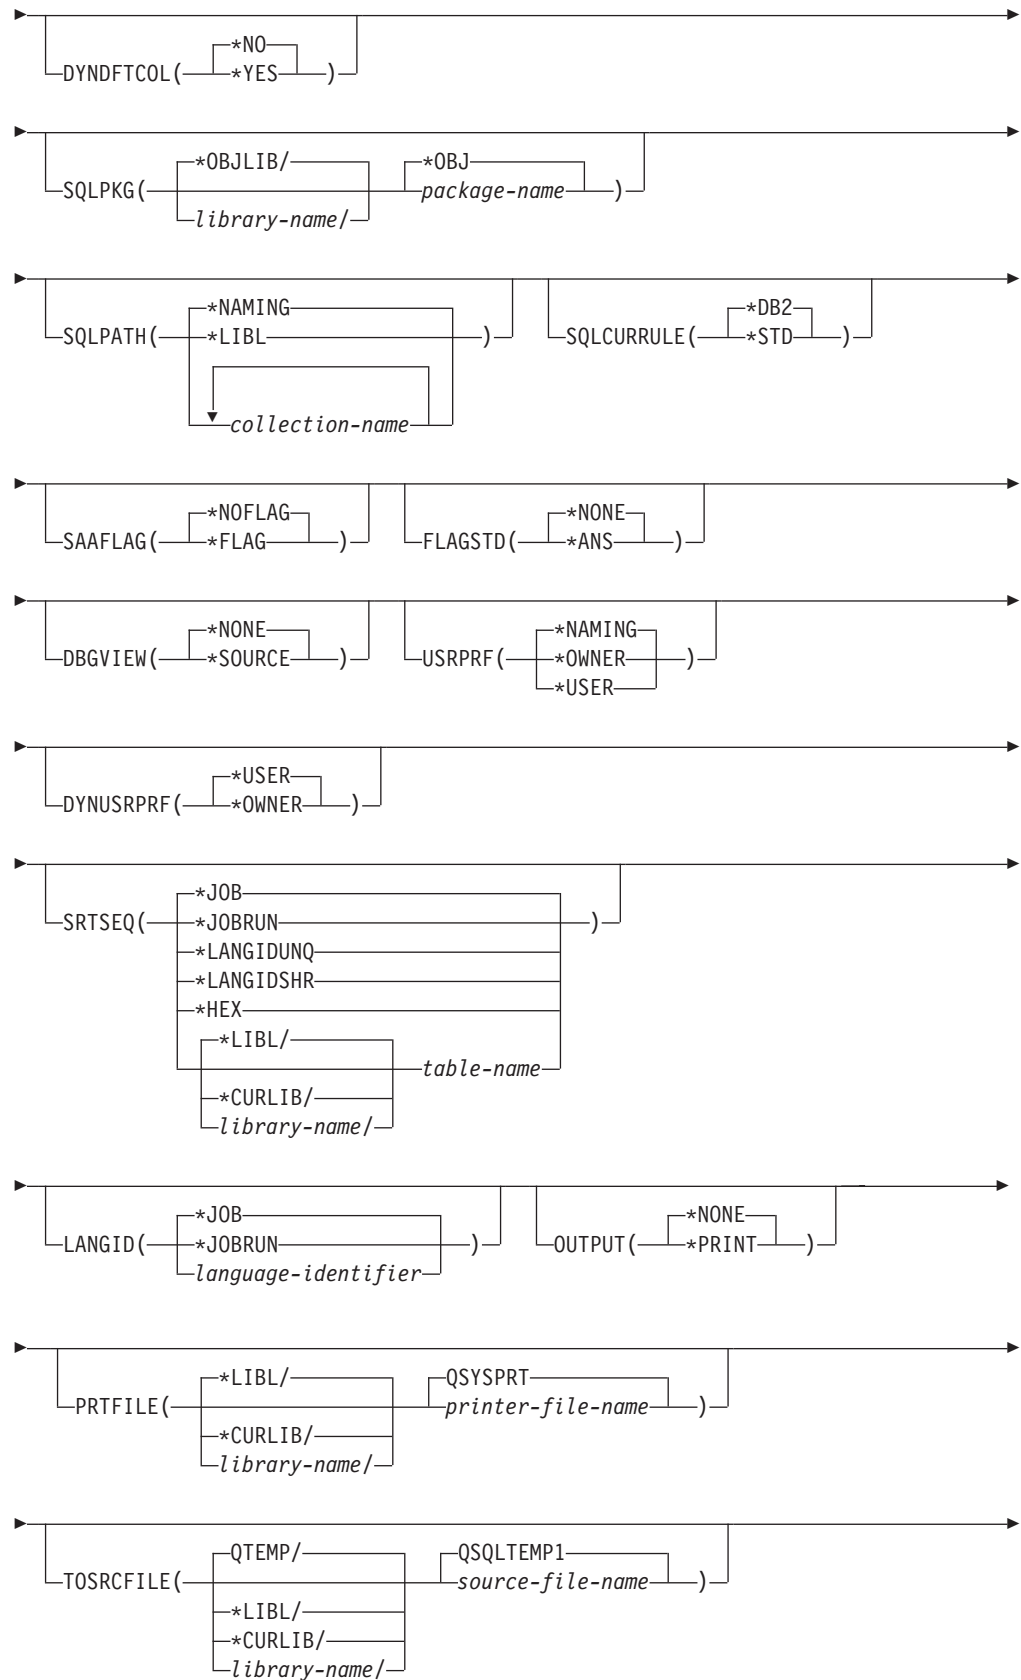 *NO
DYNDFTCOL( *YES )
*OBJLIB/ *OBJ
SQLPKG( package-name )
library-name/
*NAMING *DB2
SQLPATH( *LIBL ) SQLCURRULE( *STD )
collection-name
*NOFLAG *NONE
SAAFLAG( *FLAG ) FLAGSTD( *ANS )
*NONE *NAMING
DBGVIEW( *SOURCE ) USRPRF( *OWNER )
*USER
*USER
DYNUSRPRF( *OWNER )
*JOB
SRTSEQ( *JOBRUN )
*LANGIDUNQ
*LANGIDSHR
*HEX
*LIBL/
table-name
*CURLIB/
library-name/
*JOB *NONE
LANGID( *JOBRUN ) OUTPUT( *PRINT )
language-identifier
*LIBL/ QSYSPRT
PRTFILE( printer-file-name )
*CURLIB/
library-name/
QTEMP/ QSQLTEMP1
TOSRCFILE( source-file-name )
*LIBL/
*CURLIB/
library-name/